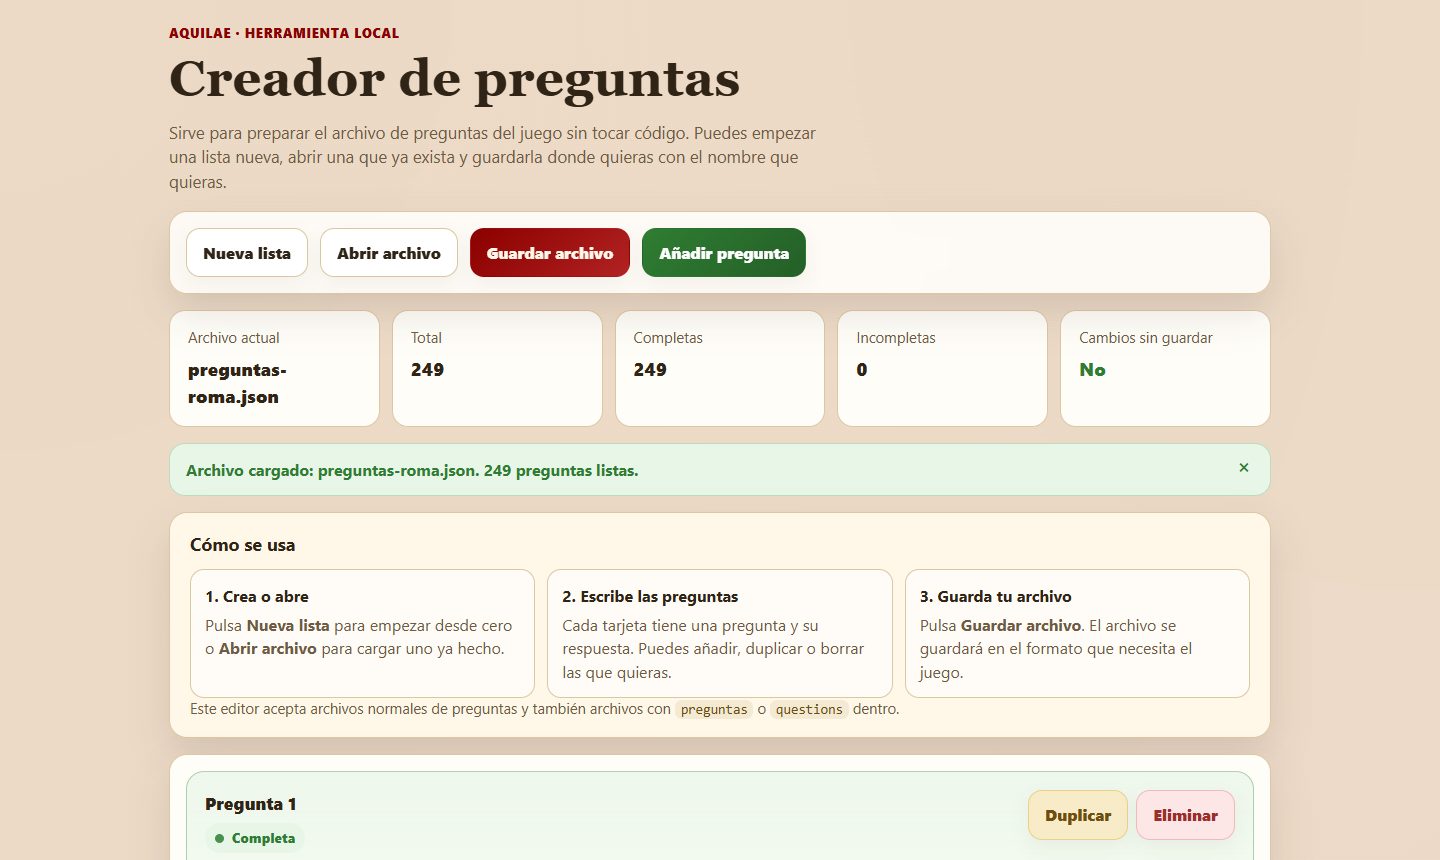 AQUILAE · HERRAMIENTA LOCAL
Creador de preguntas
Sirve para preparar el archivo de preguntas del juego sin tocar código. Puedes empezar
una lista nueva, abrir una que ya exista y guardarla donde quieras con el nombre que
quieras.
Nueva lista
Abrir archivo
Guardar archivo
Añadir pregunta
Archivo actual
preguntas-
roma.json
Total
249
Completas
249
Incompletas
0
Cambios sin guardar
No
Archivo cargado: preguntas-roma.json. 249 preguntas listas.
×
Cómo se usa
1. Crea o abre
Pulsa Nueva lista para empezar desde cero
o Abrir archivo para cargar uno ya hecho.
2. Escribe las preguntas
Cada tarjeta tiene una pregunta y su
respuesta. Puedes añadir, duplicar o borrar
las que quieras.
3. Guarda tu archivo
Pulsa Guardar archivo. El archivo se
guardará en el formato que necesita el
juego.
Este editor acepta archivos normales de preguntas y también archivos con preguntas o questions dentro.
Pregunta 1
Completa
Duplicar
Eliminar